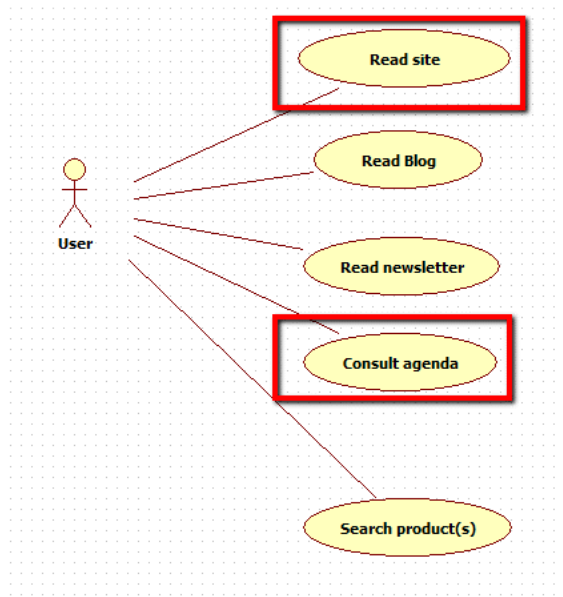 Read site
Read Blog
User
Read newsletter
Consult agenda
Search product(s)